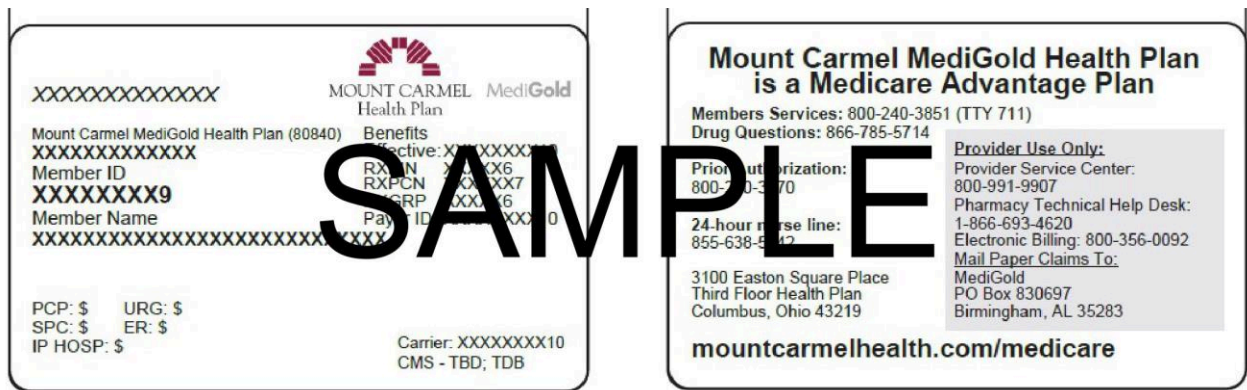 XXXXXXXXXXXXX
MOUNT CARMEL
Health Plan
MediGold
Mount Carmel MediGold Health Plan (80840)
XXXXXXXXXXXXX
Member ID
XXXXXXXX9
Member Name
XXXXXXXXXXXXXXXXXXXXXXXXXXXX
Benefits
PCP: $ URG: $
SPC: $ ER: $
IP HOSP: $
Carrier: XXXXXXXX10
CMS - TBD; TDB
SAMPLE
Mount Carmel MediGold Health Plan
is a Medicare Advantage Plan
Members Services: 800-240-3851 (TTY 711)
Drug Questions: 866-785-5714
24-hour line:
3100 Easton Square Place
Third Floor Health Plan
Columbus, Ohio 43219
Provider Use Only:
Provider Service Center:
800-991-9907
Pharmacy Technical Help Desk:
1-866-693-4620
Electronic Billing: 800-356-0092
Mail Paper Claims To:
MediGold
PO Box 830697
Birmingham, AL 35283
mountcarmelhealth.com/medicare